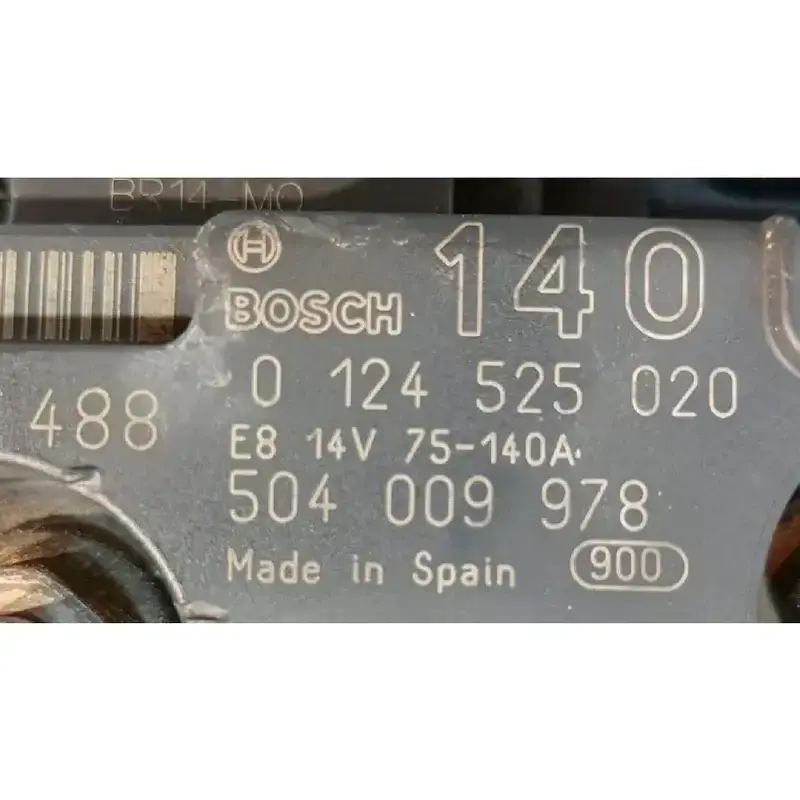 BR14-MO
BOSCH 140
0 124 525 020
488
E8 14V 75-140A
504 009 978
Made in Spain 900